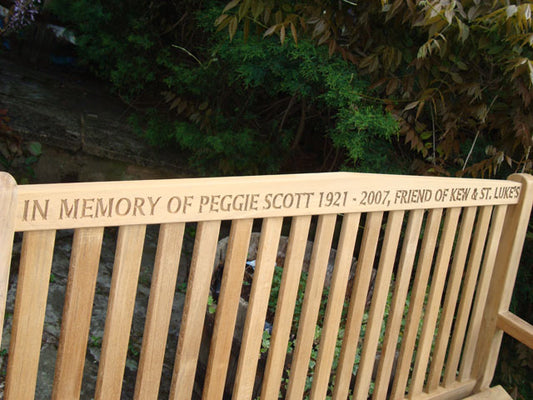 IN MEMORY OF PEGGIE SCOTT 1921 - 2007, FRIEND OF KEW & ST. LUKE'S